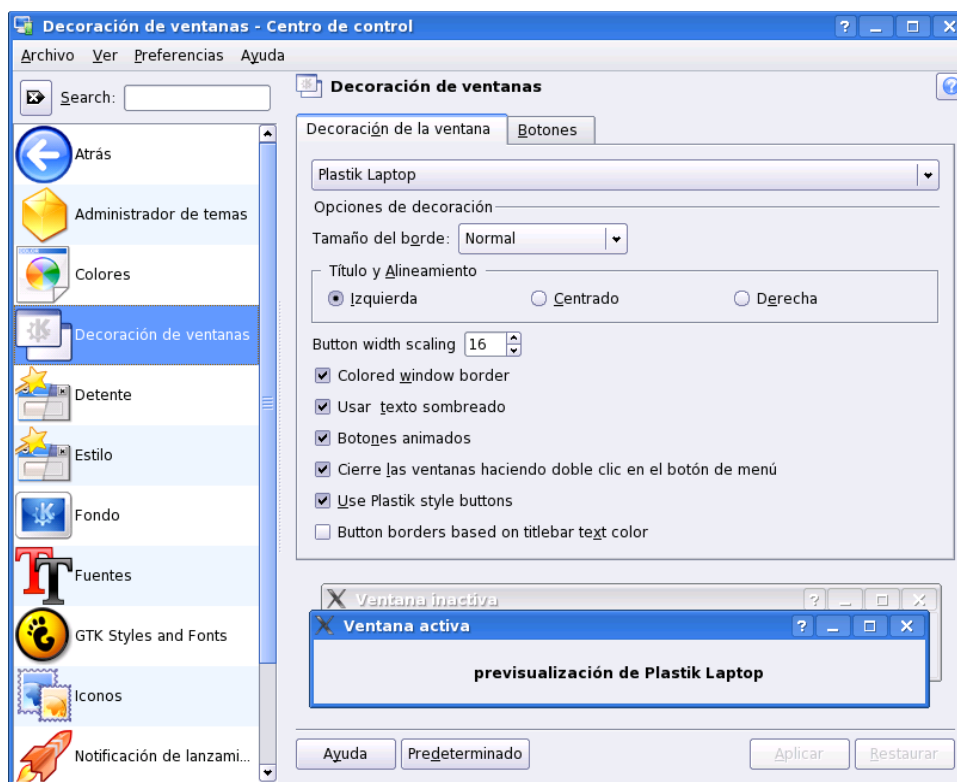 Decoración de ventanas - Centro de control
Archivo Ver Preferencias Ayuda
Search:
Atrás
Administrador de temas
Colores
Decoración de ventanas
Detente
Estilo
Fondo
Fuentes
GTK Styles and Fonts
Iconos
Notificación de lanzami...
Decoración de ventanas
Decoración de la ventana
Botones
Plastik Laptop
Opciones de decoración
Tamaño del borde: Normal
Título y Alineamiento
Izquierda Centrado Derecha
Button width scaling 16
Colored window border
Usar texto sombreado
Botones animados
Cierre las ventanas haciendo doble clic en el botón de menú
Use Plastik style buttons
Button borders based on titlebar text color
Ventana inactiva
Ventana activa
previsualización de Plastik Laptop
Ayuda Predeterminado Aplicar Restaurar